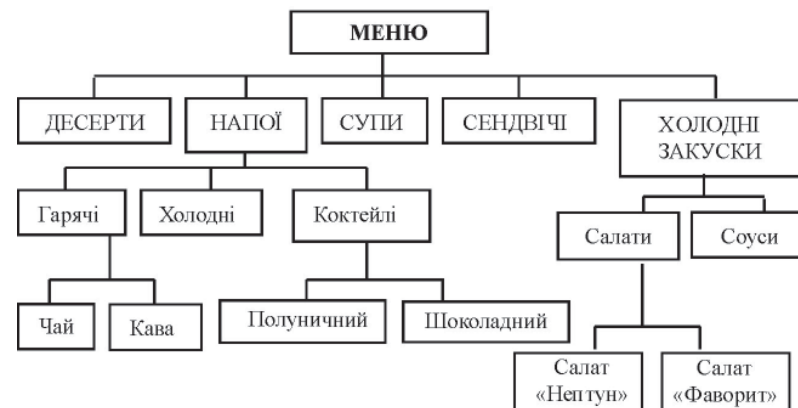 МЕНЮ
ДЕСЕРТИ
НАПОЇ
СУПИ
СЕНДВІЧІ
ХОЛОДНІ
ЗАКУСКИ
Гарячі
Холодні
Коктейлі
Салати
Соуси
Чай
Кава
Полуничний
Шоколадний
Салат
«Нептун»
Салат
«Фаворит»